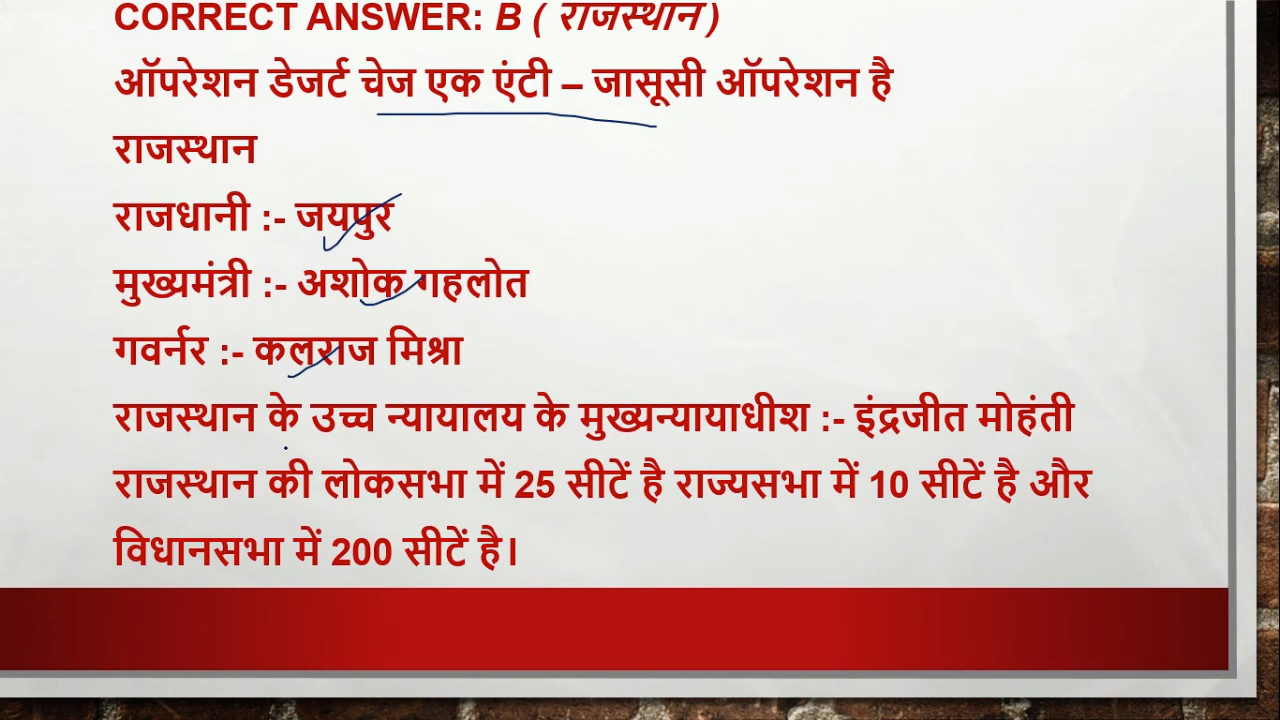 CORRECT ANSWER: B ( राजस्थान )
ऑपरेशन डेजर्ट चेज एक एंटी – जासूसी ऑपरेशन है
राजस्थान
राजधानी :- जयपुर
मुख्यमंत्री :- अशोक गहलोत
गवर्नर :- कलराज मिश्रा
राजस्थान के उच्च न्यायालय के मुख्यन्यायाधीश :- इंद्रजीत मोहंती
राजस्थान की लोकसभा में 25 सीटें है राज्यसभा में 10 सीटें है और
विधानसभा में 200 सीटें है।